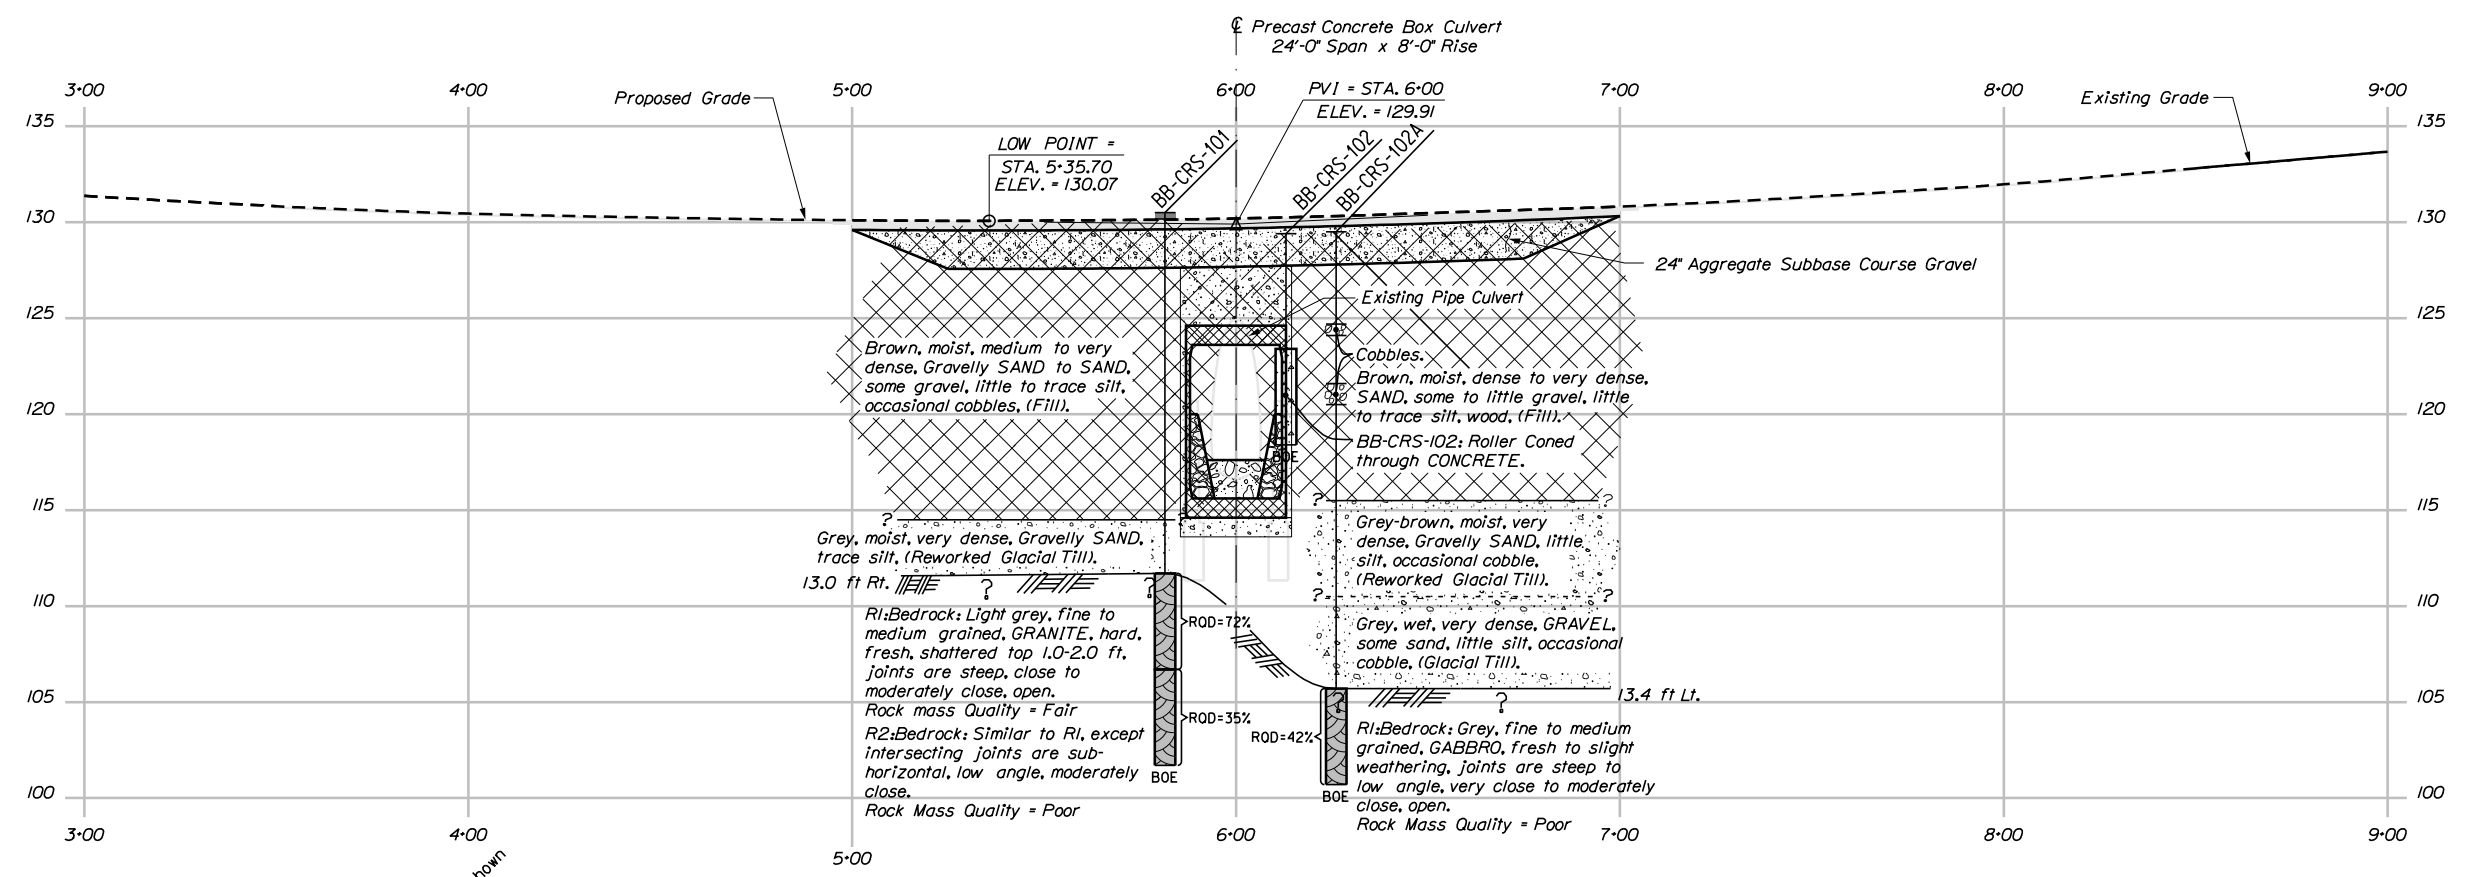 ℄ Precast Concrete Box Culvert
24'-0" Span x 8'-0" Rise
3+00 4+00 5+00 6+00 7+00 8+00 9+00
Proposed Grade
PVI = STA. 6+00
ELEV. = 129.91
Existing Grade
135 135
LOW POINT =
STA. 5+35.70
ELEV. = 130.07
BB-CRS-101
BB-CRS-102
BB-CRS-102A
130 130
24" Aggregate Subbase Course Gravel
Existing Pipe Culvert
125 125
Brown, moist, medium to very
dense, Gravelly SAND to SAND,
some gravel, little to trace silt,
occasional cobbles, (Fill).
Cobbles.
Brown, moist, dense to very dense,
SAND, some to little gravel, little
to trace silt, wood, (Fill).
120 120
BB-CRS-102: Roller Coned
through CONCRETE.
BOE
115 115
? ? ? ?
Grey, moist, very dense, Gravelly SAND,
trace silt, (Reworked Glacial Till).
Grey-brown, moist, very
dense, Gravelly SAND, little
silt, occasional cobble,
(Reworked Glacial Till).
13.0 ft Rt. ? ?
? ?
110 110
R1:Bedrock: Light grey, fine to
medium grained, GRANITE, hard,
fresh, shattered top 1.0-2.0 ft,
joints are steep, close to
moderately close, open.
Rock mass Quality = Fair
RQD=72%
Grey, wet, very dense, GRAVEL,
some sand, little silt, occasional
cobble, (Glacial Till).
105 105
13.4 ft Lt.
? ?
R2:Bedrock: Similar to R1, except
intersecting joints are sub-
horizontal, low angle, moderately
close.
Rock Mass Quality = Poor
RQD=35%
BOE
RQD=42%
BOE
R1:Bedrock: Grey, fine to medium
grained, GABBRO, fresh to slight
weathering, joints are steep to
low angle, very close to moderately
close, open.
Rock Mass Quality = Poor
100 100
3+00 4+00 5+00 6+00 7+00 8+00 9+00